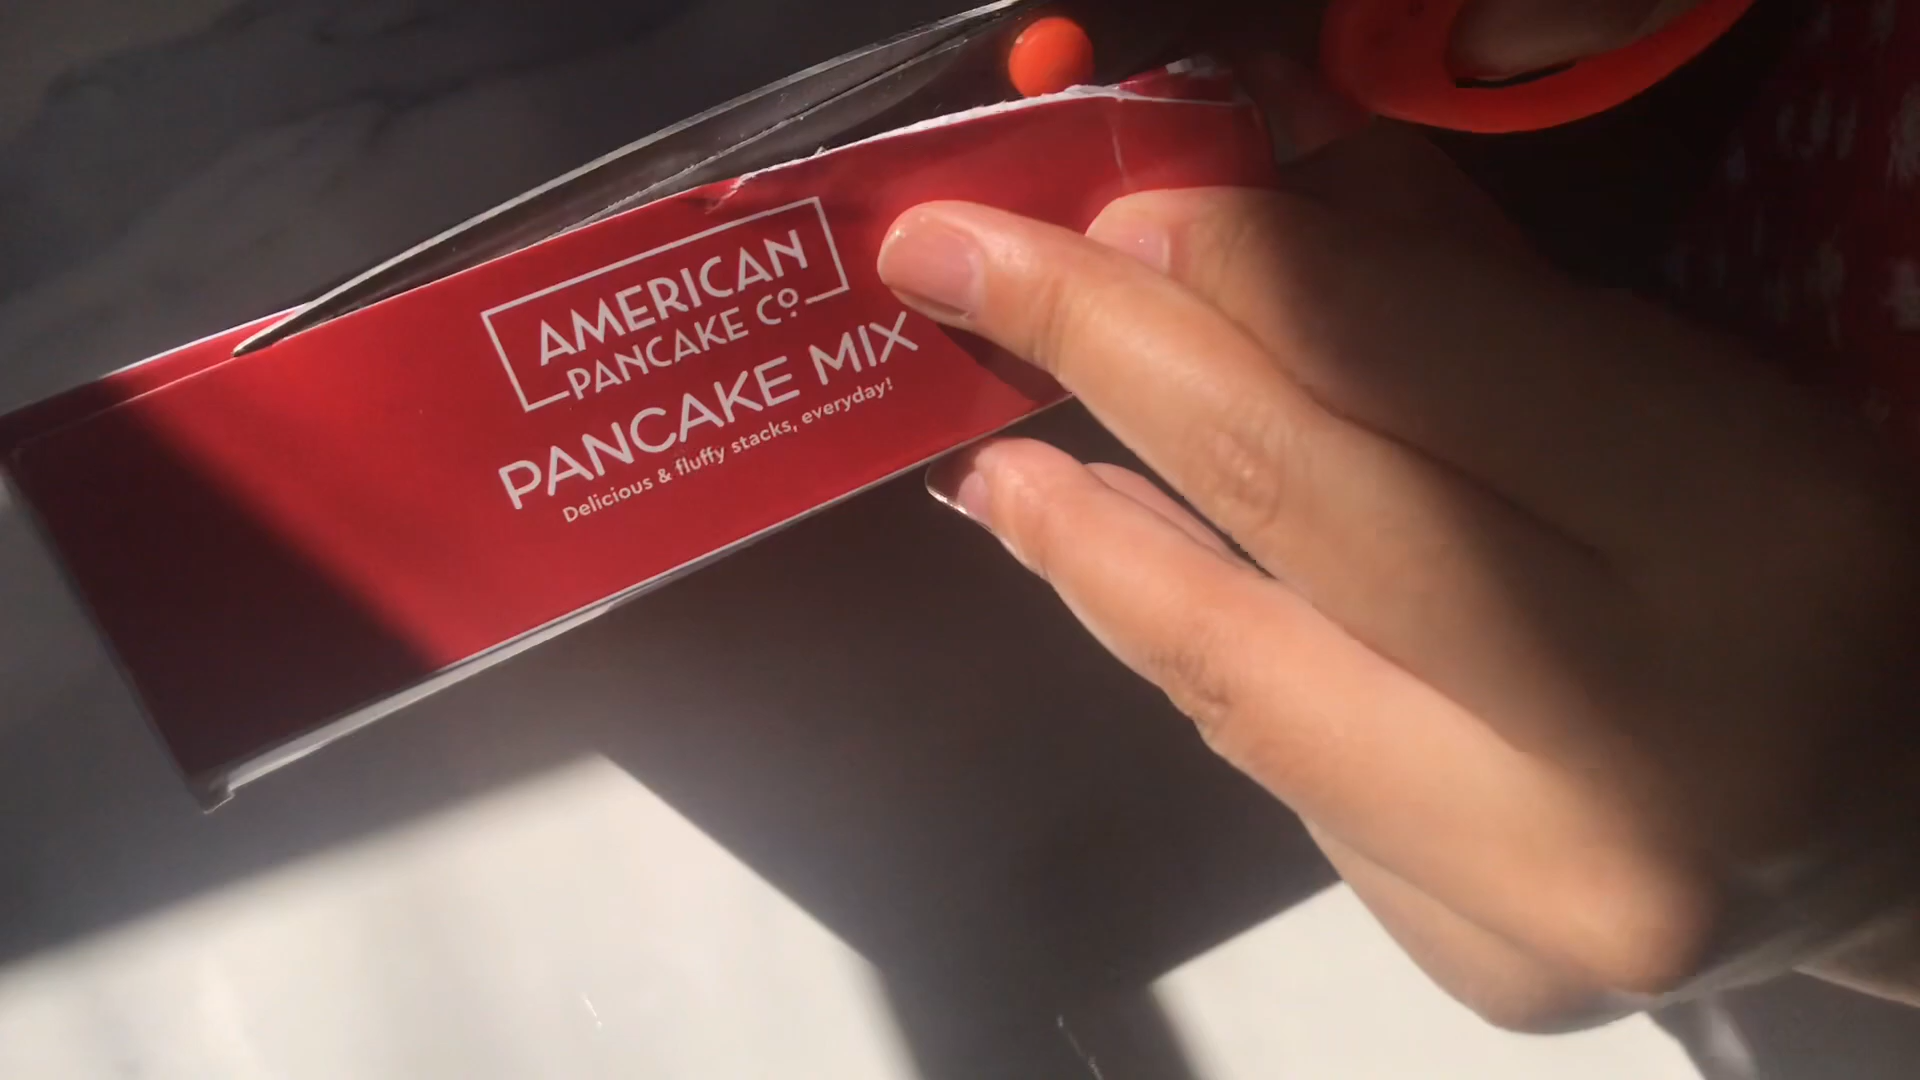 AMERICAN
PANCAKE Cº
PANCAKE MIX
Delicious & fluffy stacks, everyday!